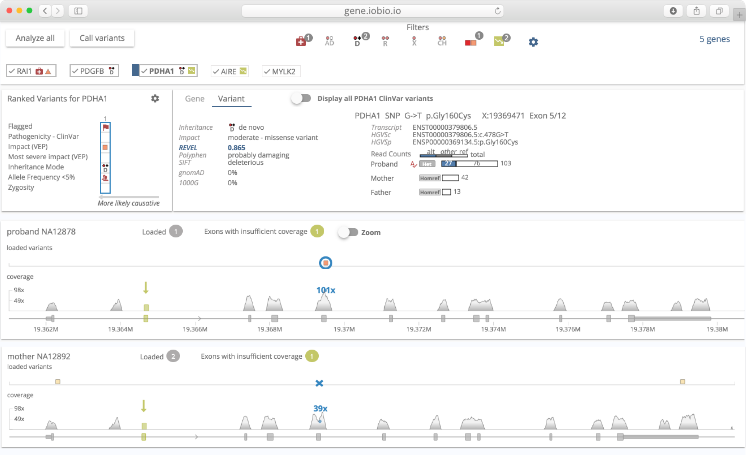 gene.iobio.io
Analyze all
Call variants
Filters
1
AD
D
2
R
X
CH
1
2
5 genes
RAI1
PDGFB D
PDHA1 D
AIRE
MYLK2
Ranked Variants for PDHA1
1
Flagged
Pathogenicity - ClinVar
Impact (VEP)
Most severe impact (VEP)
Inheritance Mode D
Allele Frequency <5%
Zygosity
More likely causative
Gene
Variant
Display all PDHA1 ClinVar variants
Inheritance D de novo
Impact moderate - missense variant
REVEL 0.865
Polyphen probably damaging
SIFT deleterious
gnomAD 0%
1000G 0%
PDHA1 SNP G->T p.Gly160Cys X:19369471 Exon 5/12
Transcript ENST00000379806.5
HGVSc ENST00000379806.5:c.478G>T
HGVSp ENSP00000369134.5:p.Gly160Cys
Read Counts alt other ref total
Proband Het 27 76 103
Mother Homref 42
Father Homref 13
proband NA12878
Loaded 1
Exons with insufficient coverage 1
Zoom
loaded variants
coverage
98x
49x
101x
19.362M 19.364M 19.366M 19.368M 19.37M 19.372M 19.374M 19.376M 19.378M 19.38M
mother NA12892
Loaded 2
Exons with insufficient coverage 1
loaded variants
coverage
98x
49x
39x